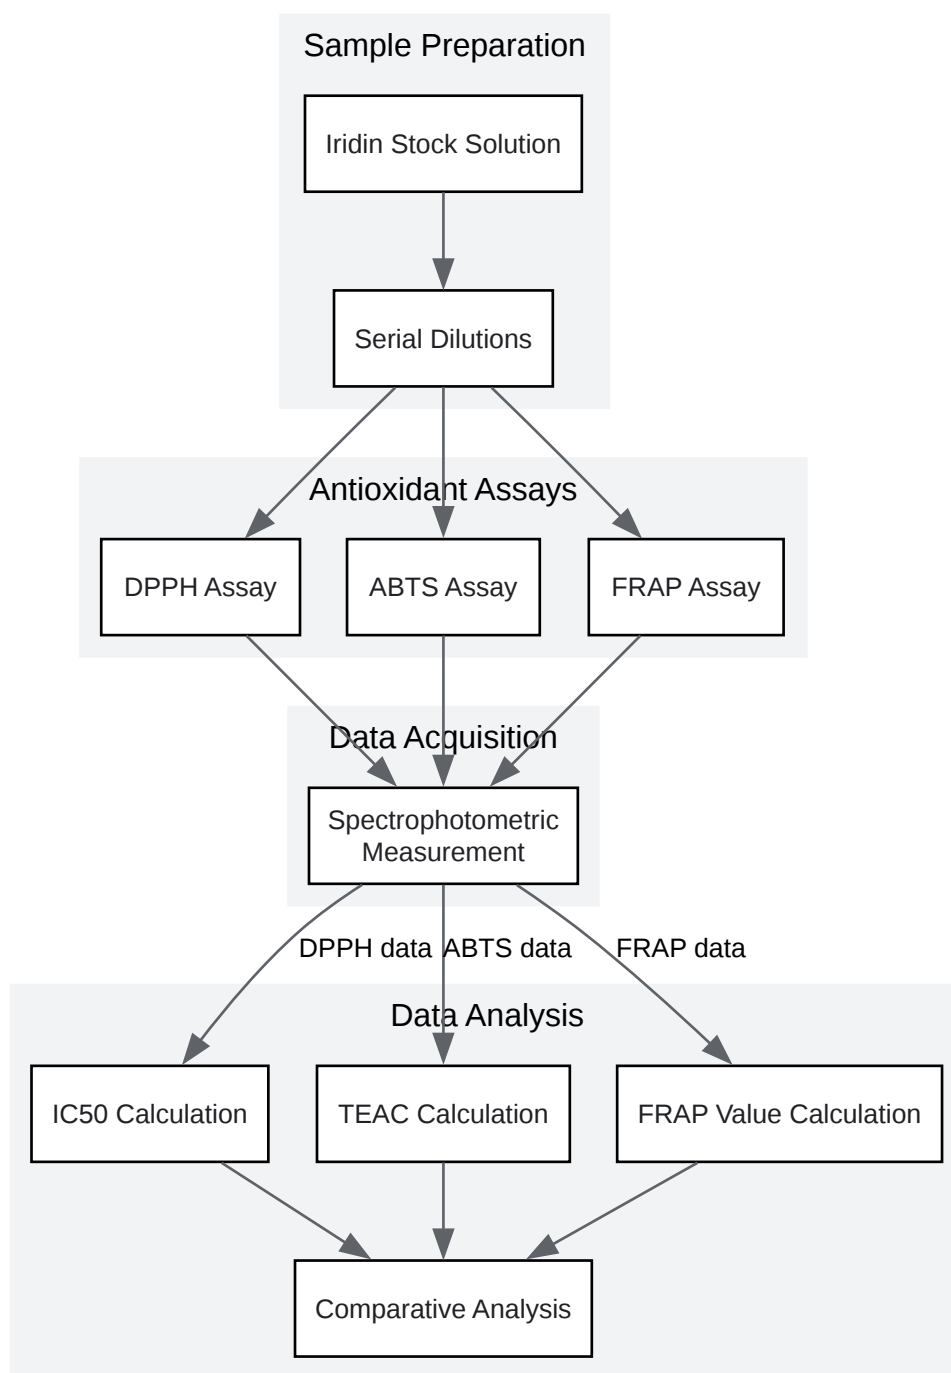 Sample Preparation
Iridin Stock Solution
Serial Dilutions
Antioxidant Assays
DPPH Assay
ABTS Assay
FRAP Assay
Data Acquisition
Spectrophotometric
Measurement
DPPH data
ABTS data
FRAP data
Data Analysis
IC50 Calculation
TEAC Calculation
FRAP Value Calculation
Comparative Analysis